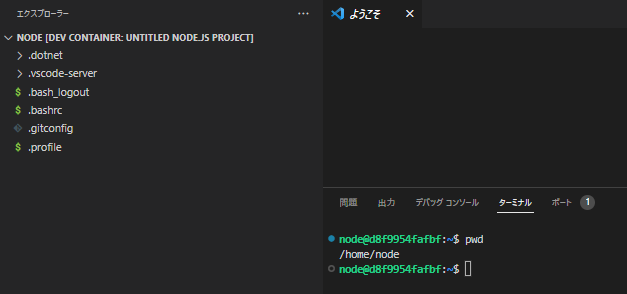 エクスプローラー
NODE [DEV CONTAINER: UNTITLED NODE.JS PROJECT]
.dotnet
.vscode-server
$ .bash_logout
$ .bashrc
.gitconfig
$ .profile
ようこそ
問題 出力 デバッグ コンソール ターミナル ポート 1
node@d8f9954fafbf:~$ pwd
/home/node
node@d8f9954fafbf:~$